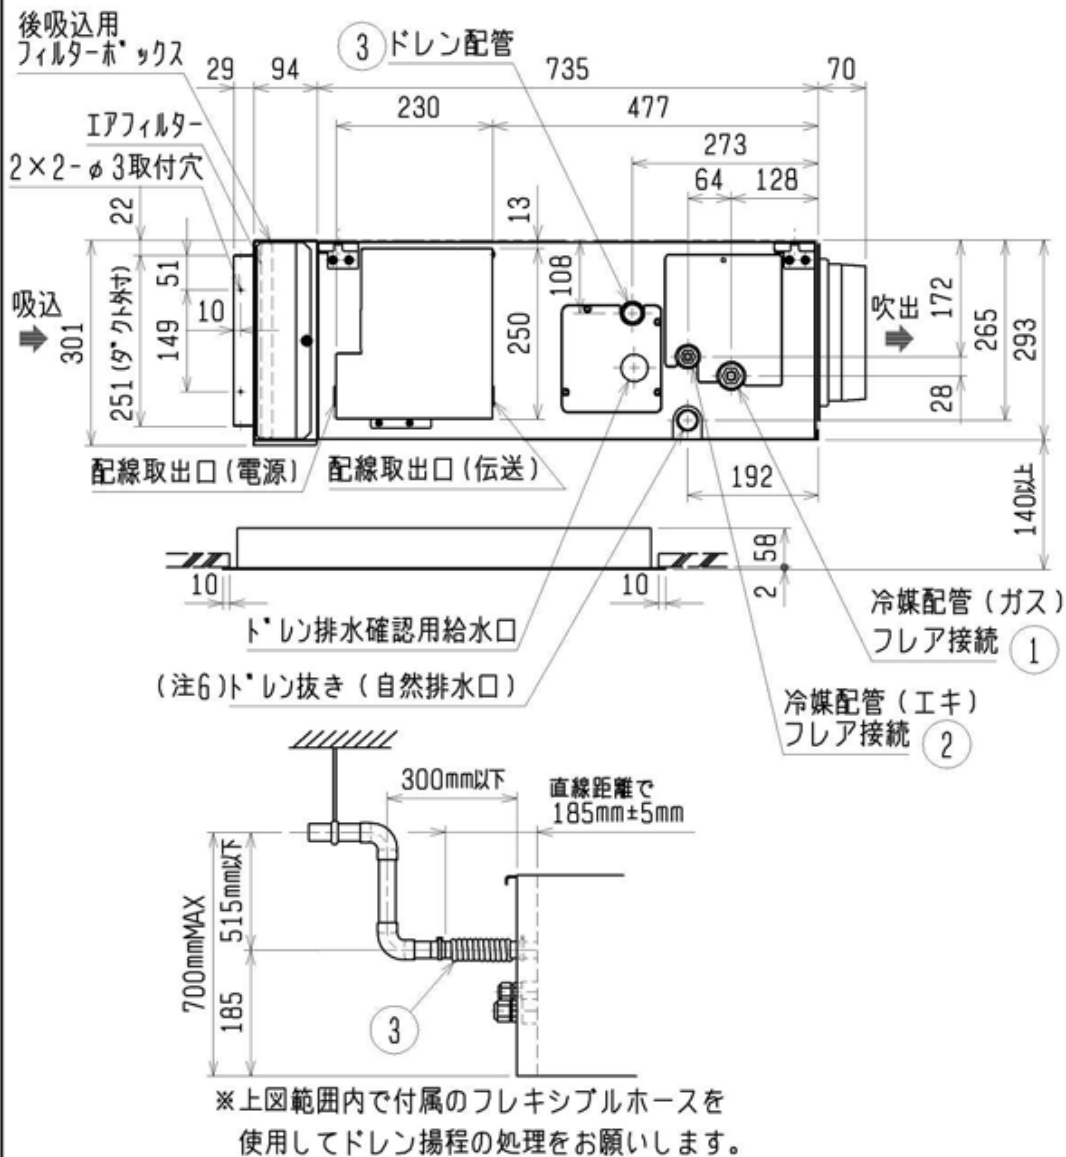 後吸込用
フィルターボックス
29
94
③ ドレン配管
735
70
230
477
エアフィルター
273
2×2-φ3取付穴
64
128
22
13
吸込
301
251(ダクト外寸)
51
10
149
108
250
吹出
172
265
293
28
配線取出口(電源)
配線取出口(伝送)
192
140以上
58
2
10
10
ドレン排水確認用給水口
冷媒配管(ガス)
フレア接続 ①
(注6)ドレン抜き(自然排水口)
冷媒配管(エキ)
フレア接続 ②
300mm以下
直線距離で
185mm±5mm
700mmMAX
515mm以下
185
③
※上図範囲内で付属のフレキシブルホースを
使用してドレン揚程の処理をお願いします。